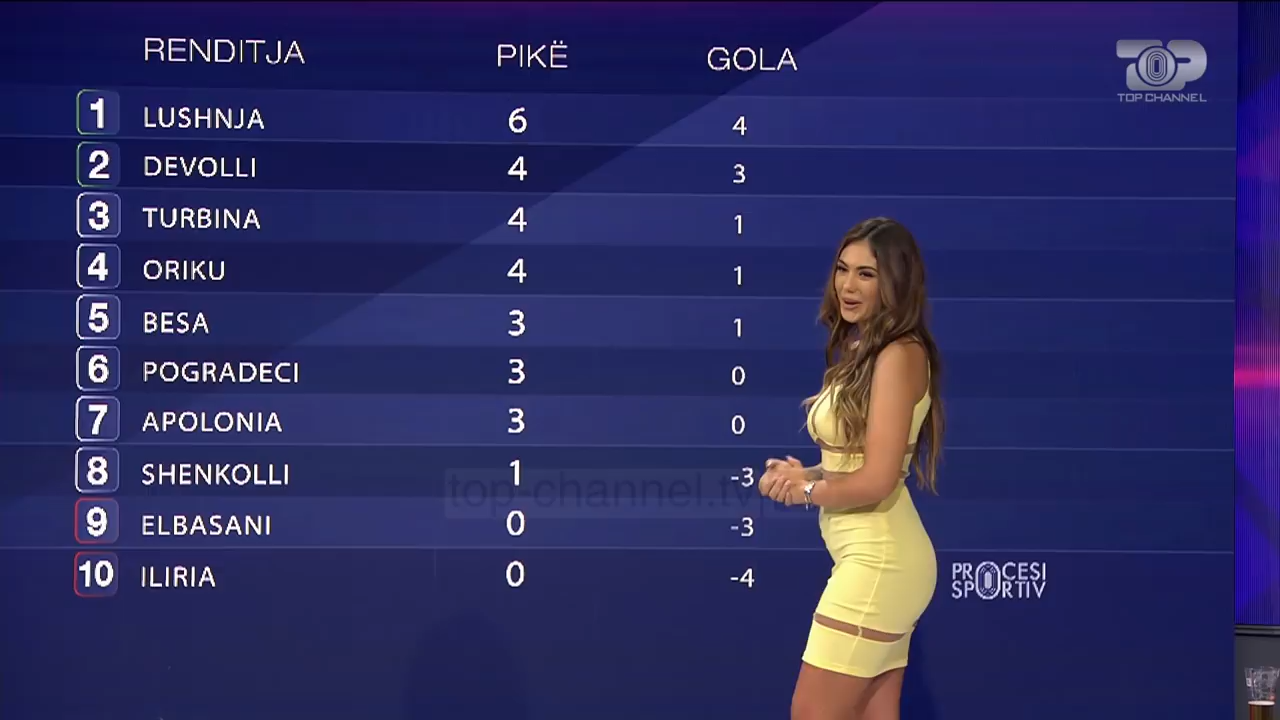 RENDITJA PIKË GOLA
TOP CHANNEL
1 LUSHNJA 6 4
2 DEVOLLI 4 3
3 TURBINA 4 1
4 ORIKU 4 1
5 BESA 3 1
6 POGRADECI 3 0
7 APOLONIA 3 0
8 SHENKOLLI 1 -3
top-channel.tv
9 ELBASANI 0 -3
10 ILIRIA 0 -4
PROCESI
SPORTIV